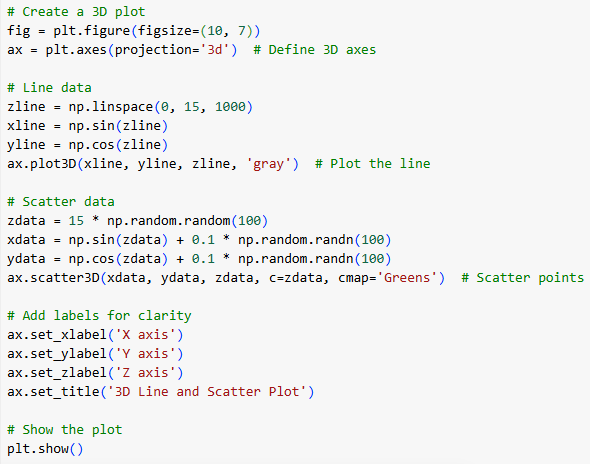 # Create a 3D plot
fig = plt.figure(figsize=(10, 7))
ax = plt.axes(projection='3d')  # Define 3D axes

# Line data
zline = np.linspace(0, 15, 1000)
xline = np.sin(zline)
yline = np.cos(zline)
ax.plot3D(xline, yline, zline, 'gray')  # Plot the line

# Scatter data
zdata = 15 * np.random.random(100)
xdata = np.sin(zdata) + 0.1 * np.random.randn(100)
ydata = np.cos(zdata) + 0.1 * np.random.randn(100)
ax.scatter3D(xdata, ydata, zdata, c=zdata, cmap='Greens')  # Scatter points

# Add labels for clarity
ax.set_xlabel('X axis')
ax.set_ylabel('Y axis')
ax.set_zlabel('Z axis')
ax.set_title('3D Line and Scatter Plot')

# Show the plot
plt.show()